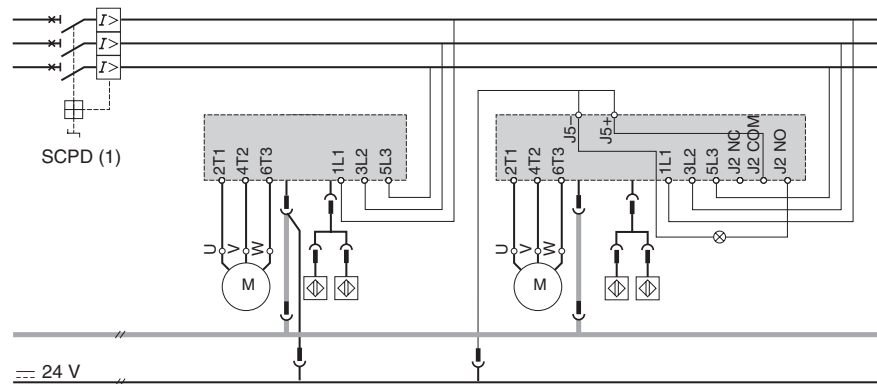 I>
I>
I>
SCPD (1)
2T1
4T2
6T3
1L1
3L2
5L3
U
V
W
M
J5–
J5+
2T1
4T2
6T3
1L1
3L2
5L3
J2 NC
J2 COM
J2 NO
U
V
W
M
24 V